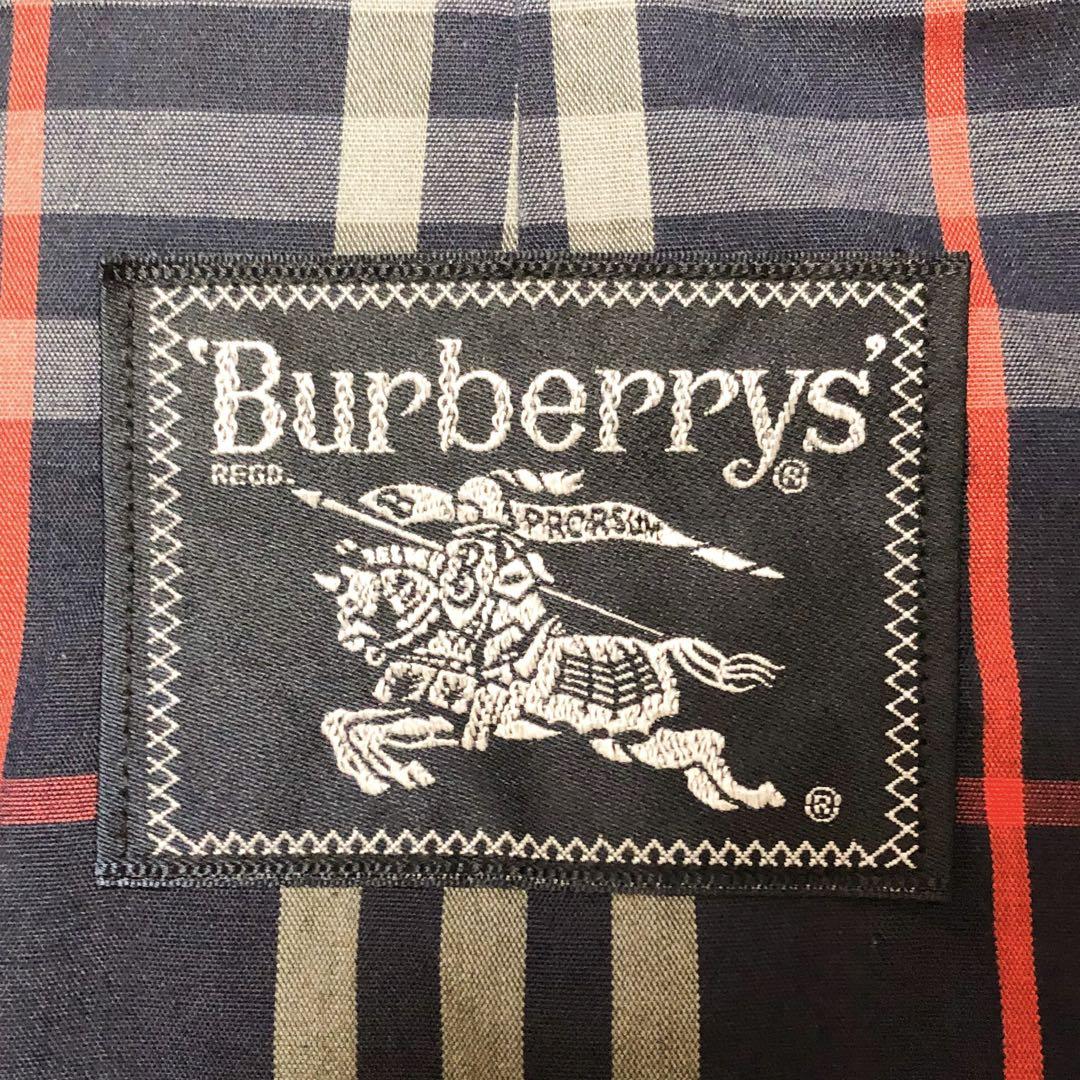 'Burberrys'
REGD. ®
PRORSUM
®